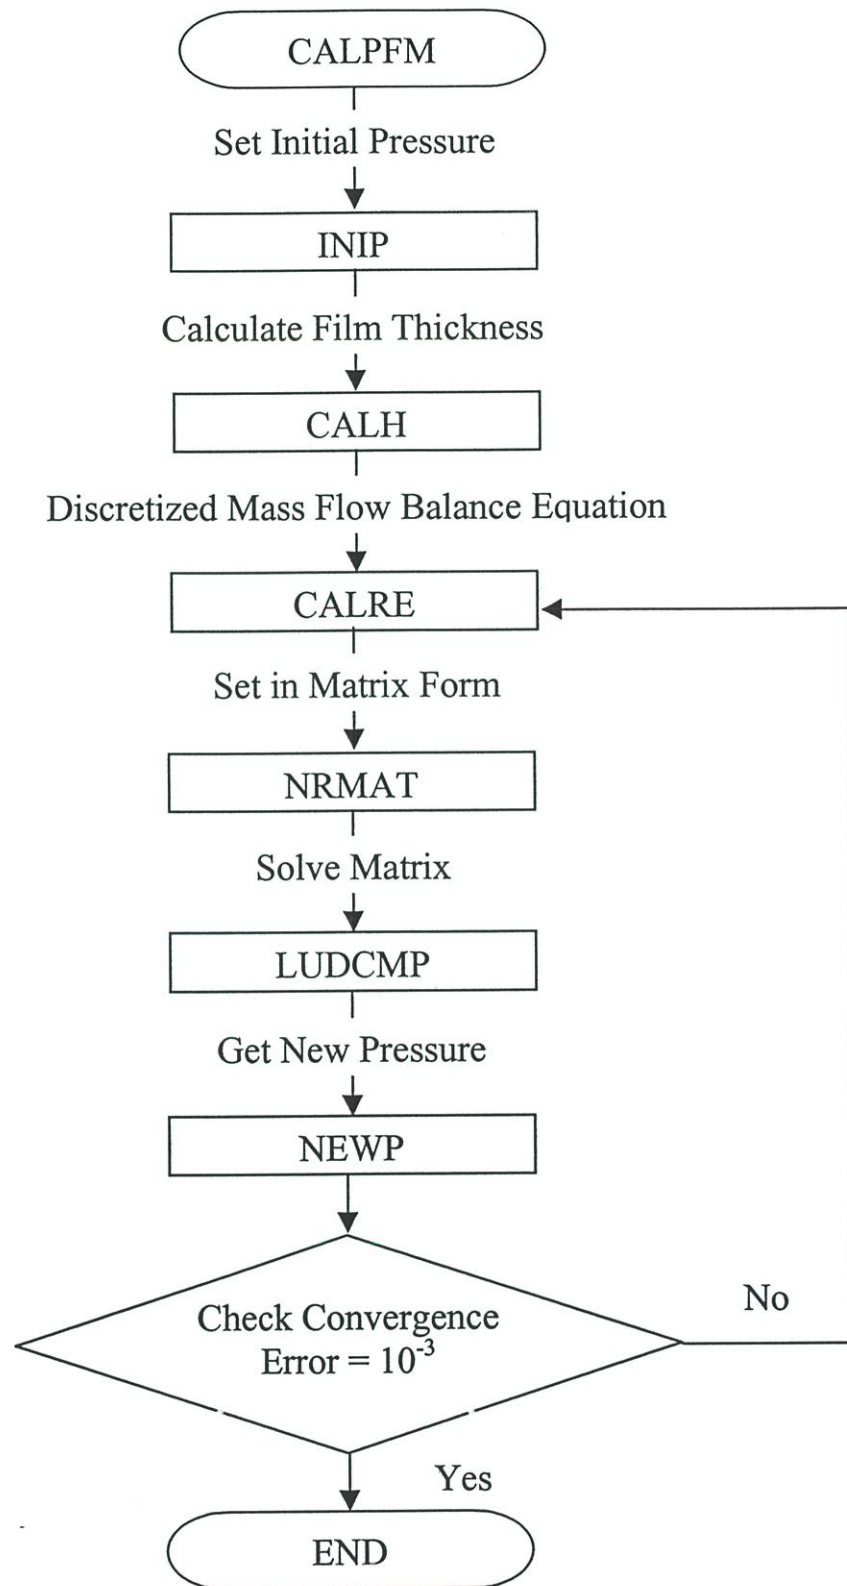 CALPFM
Set Initial Pressure
INIP
Calculate Film Thickness
CALH
Discretized Mass Flow Balance Equation
CALRE
Set in Matrix Form
NRMAT
Solve Matrix
LUDCMP
Get New Pressure
NEWP
Check Convergence
Error = 10⁻³
No
Yes
END